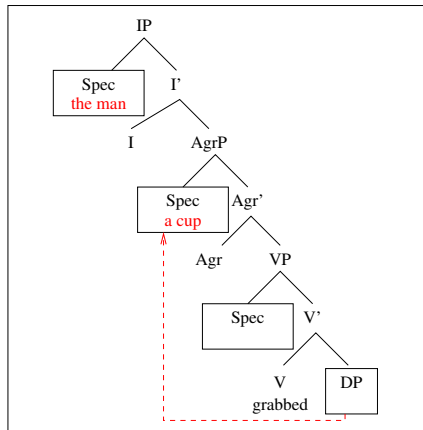 IP
Spec
the man
I'
I
AgrP
Spec
a cup
Agr'
Agr
VP
Spec
V'
V
grabbed
DP